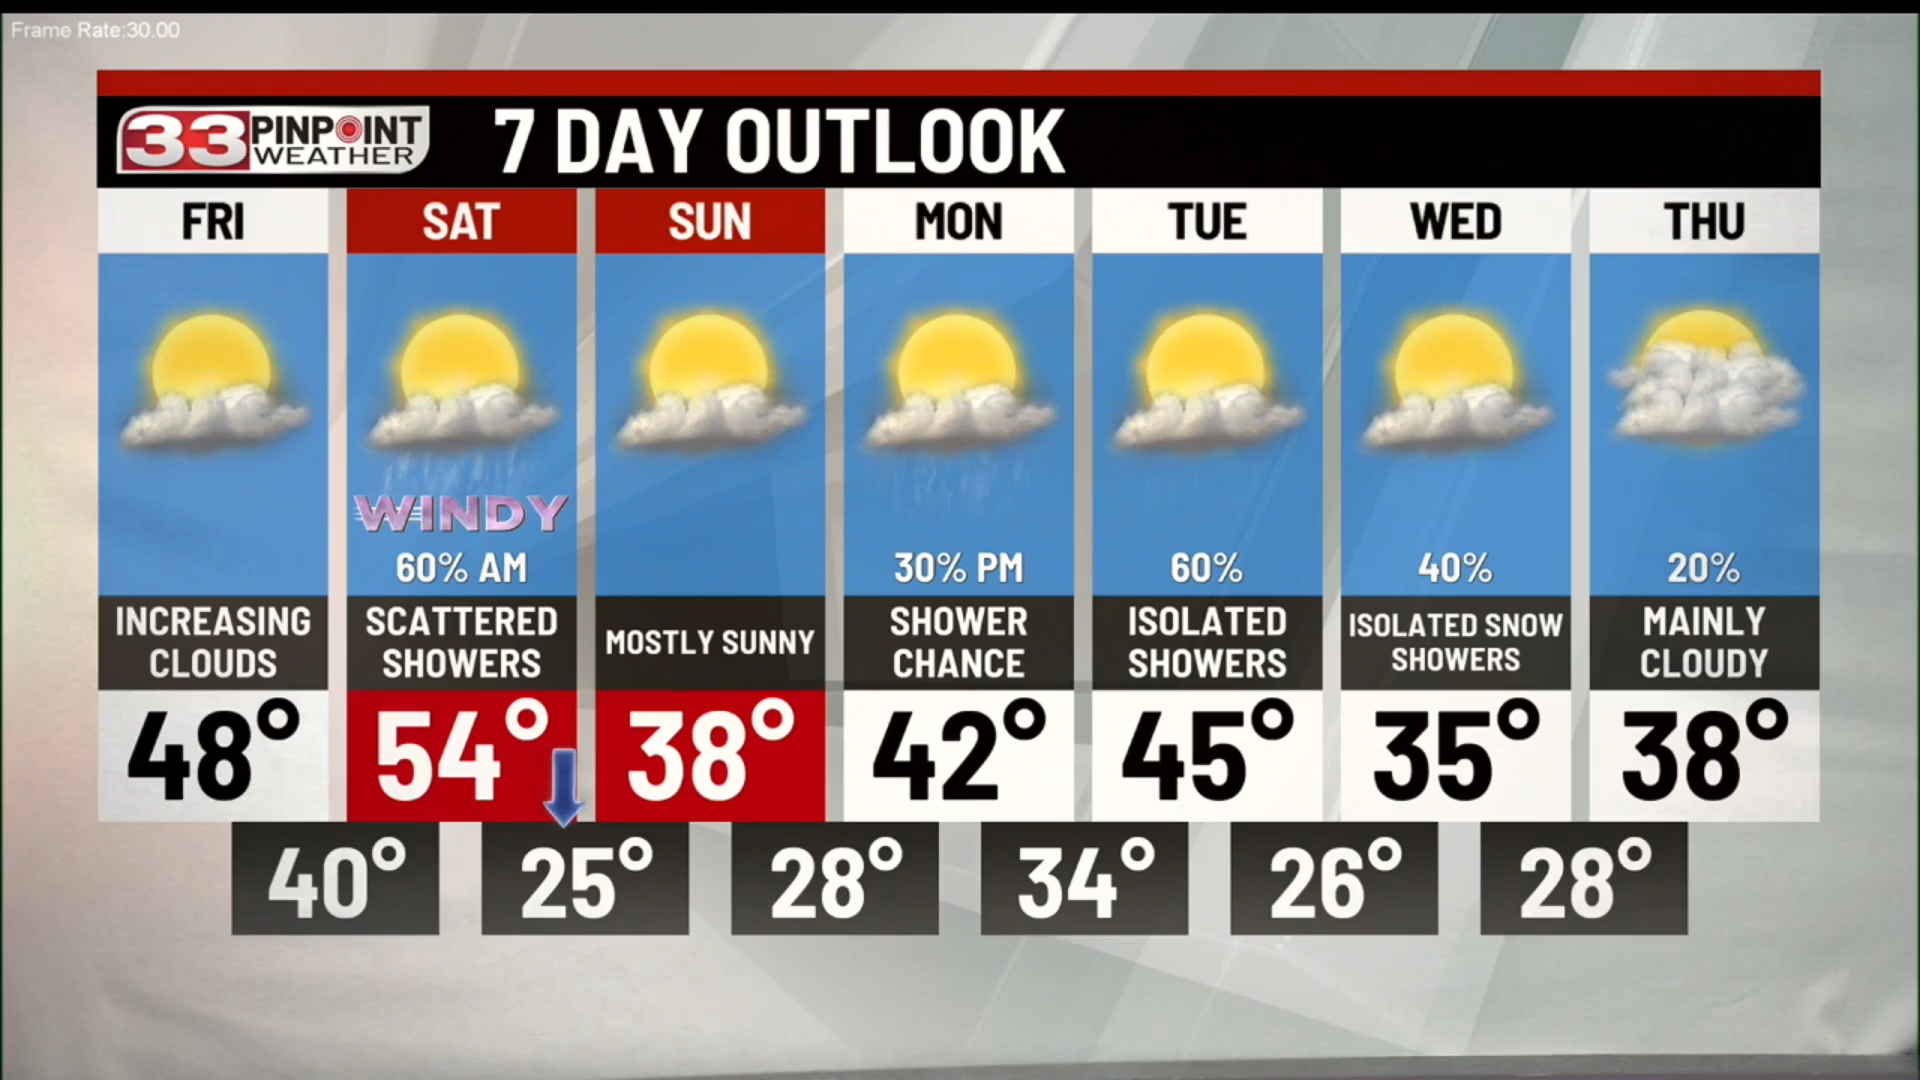 Frame Rate:30.00
33 PINPOINT
WEATHER
7 DAY OUTLOOK
FRI
SAT
SUN
MON
TUE
WED
THU
WINDY
60% AM
30% PM
60%
40%
20%
INCREASING
CLOUDS
SCATTERED
SHOWERS
MOSTLY SUNNY
SHOWER
CHANCE
ISOLATED
SHOWERS
ISOLATED SNOW
SHOWERS
MAINLY
CLOUDY
48°
54°
38°
42°
45°
35°
38°
40°
25°
28°
34°
26°
28°